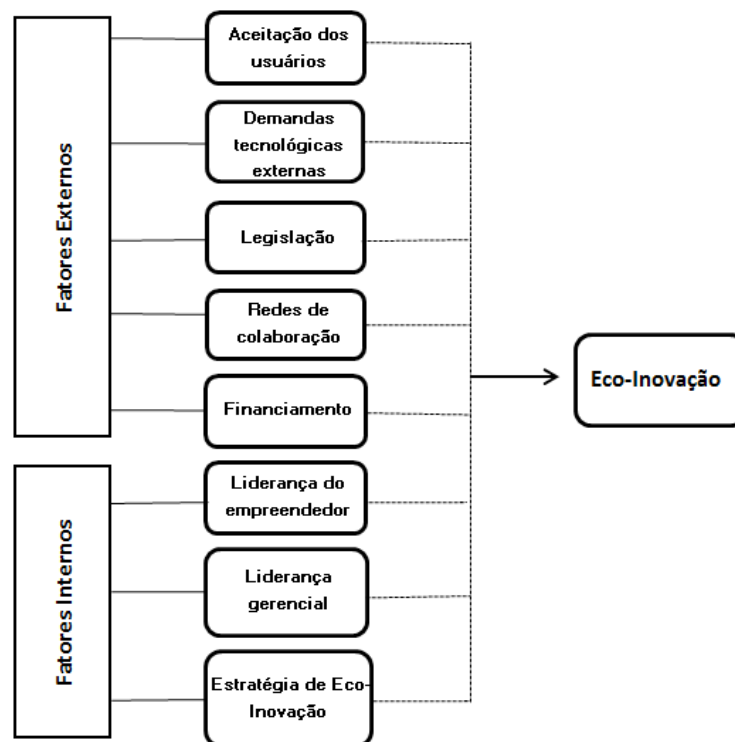 Fatores Externos
Aceitação dos
usuários
Demandas
tecnológicas
externas
Legislação
Redes de
colaboração
Financiamento
Fatores Internos
Liderança do
empreendedor
Liderança
gerencial
Estratégia de Eco-
Inovação
Eco-Inovação